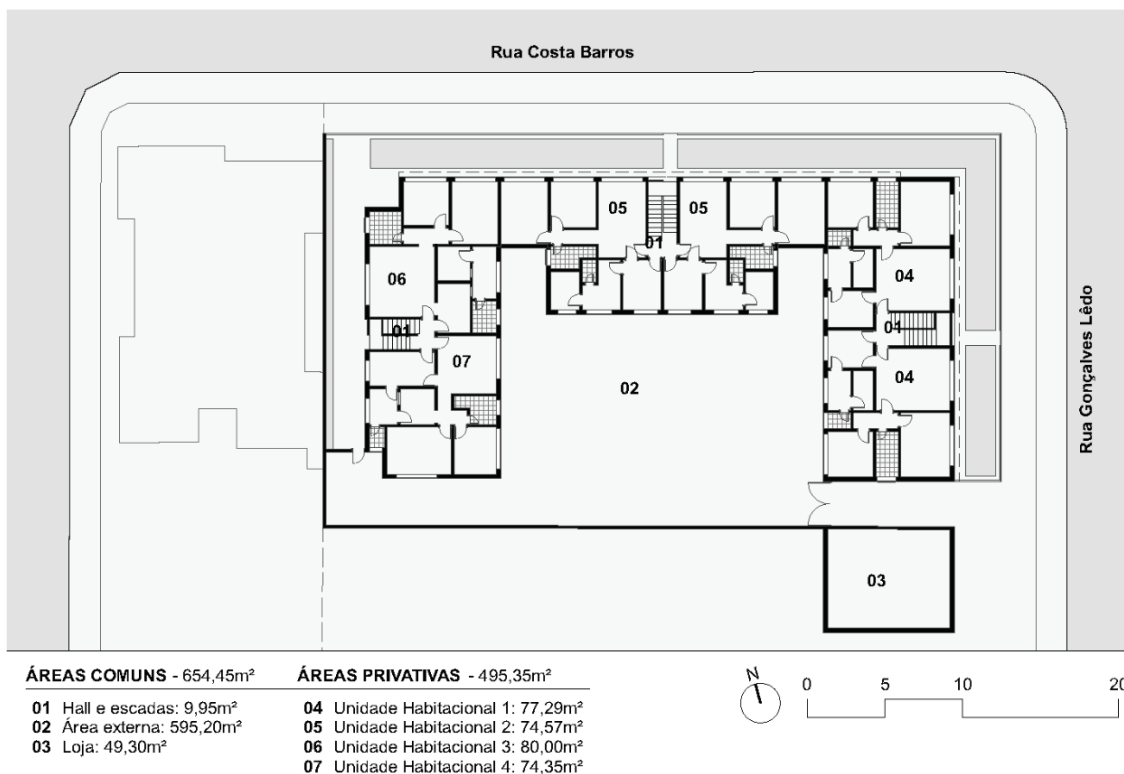 Rua Costa Barros
05
05
01
06
04
01
01
07
04
02
Rua Gonçalves Lêdo
03
ÁREAS COMUNS - 654,45m²
01 Hall e escadas: 9,95m²
02 Área externa: 595,20m²
03 Loja: 49,30m²
ÁREAS PRIVATIVAS - 495,35m²
04 Unidade Habitacional 1: 77,29m²
05 Unidade Habitacional 2: 74,57m²
06 Unidade Habitacional 3: 80,00m²
07 Unidade Habitacional 4: 74,35m²
N
0 5 10 20